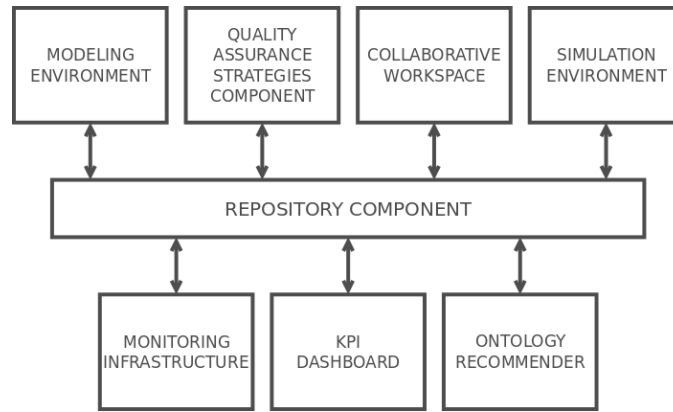 MODELING
ENVIRONMENT
QUALITY
ASSURANCE
STRATEGIES
COMPONENT
COLLABORATIVE
WORKSPACE
SIMULATION
ENVIRONMENT
REPOSITORY COMPONENT
MONITORING
INFRASTRUCTURE
KPI
DASHBOARD
ONTOLOGY
RECOMMENDER